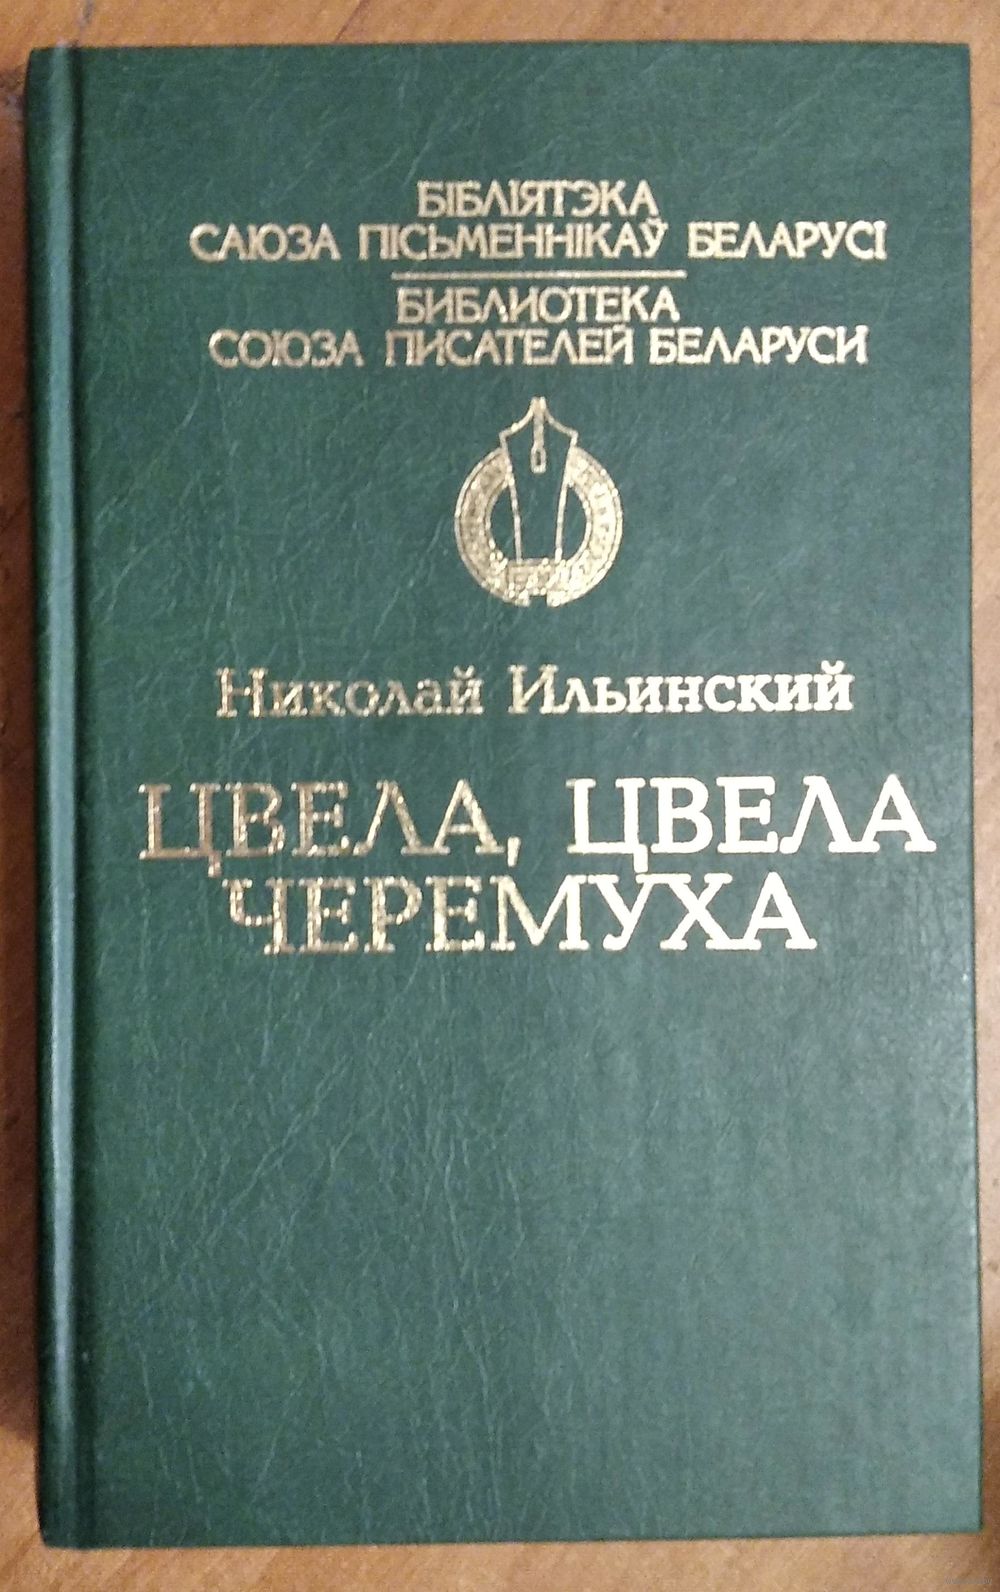 БІБЛІЯТЭКА
САЮЗА ПІСЬМЕННІКАЎ БЕЛАРУСІ
БИБЛИОТЕКА
СОЮЗА ПИСАТЕЛЕЙ БЕЛАРУСИ
Николай Ильинский
ЦВЕЛА, ЦВЕЛА
ЧЕРЕМУХА